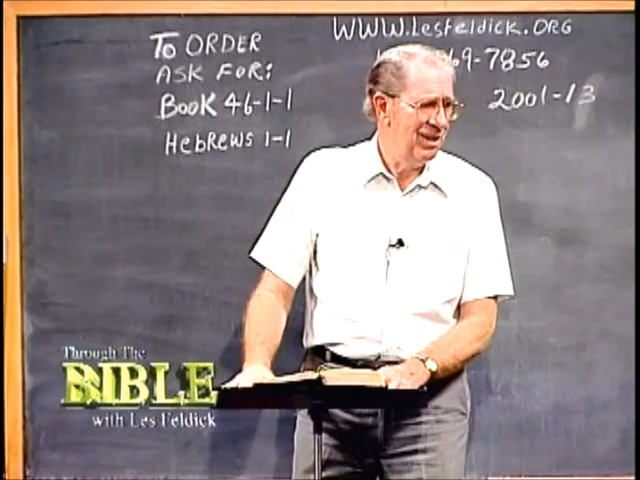 To ORDER
ASK FOR:
BOOK 46-1-1
HEBREWS 1-1
WWW.LESFELDICK.ORG
69-7856
2001-13
Through The
BIBLE
with Les Feldick